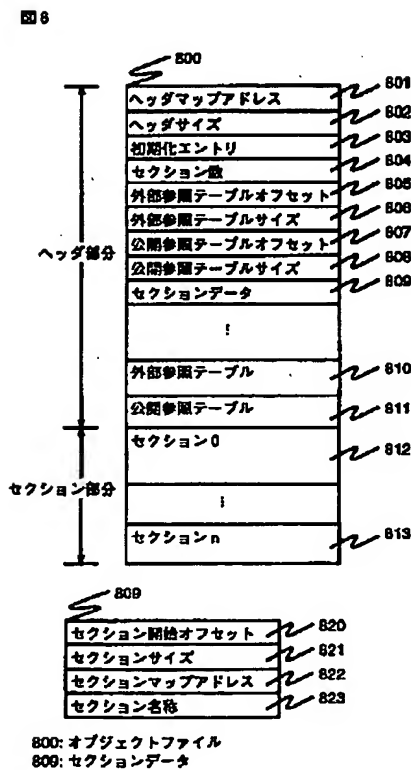 図6
800
ヘッダマップアドレス 801
ヘッダサイズ 802
初期化エントリ 803
セクション数 804
外部参照テーブルオフセット 805
外部参照テーブルサイズ 806
公開参照テーブルオフセット 807
公開参照テーブルサイズ 808
セクションデータ 809
ヘッダ部分
外部参照テーブル 810
公開参照テーブル 811
セクション0 812
セクション部分
セクションn 813
809
セクション開始オフセット 820
セクションサイズ 821
セクションマップアドレス 822
セクション名称 823
800: オブジェクトファイル
809: セクションデータ